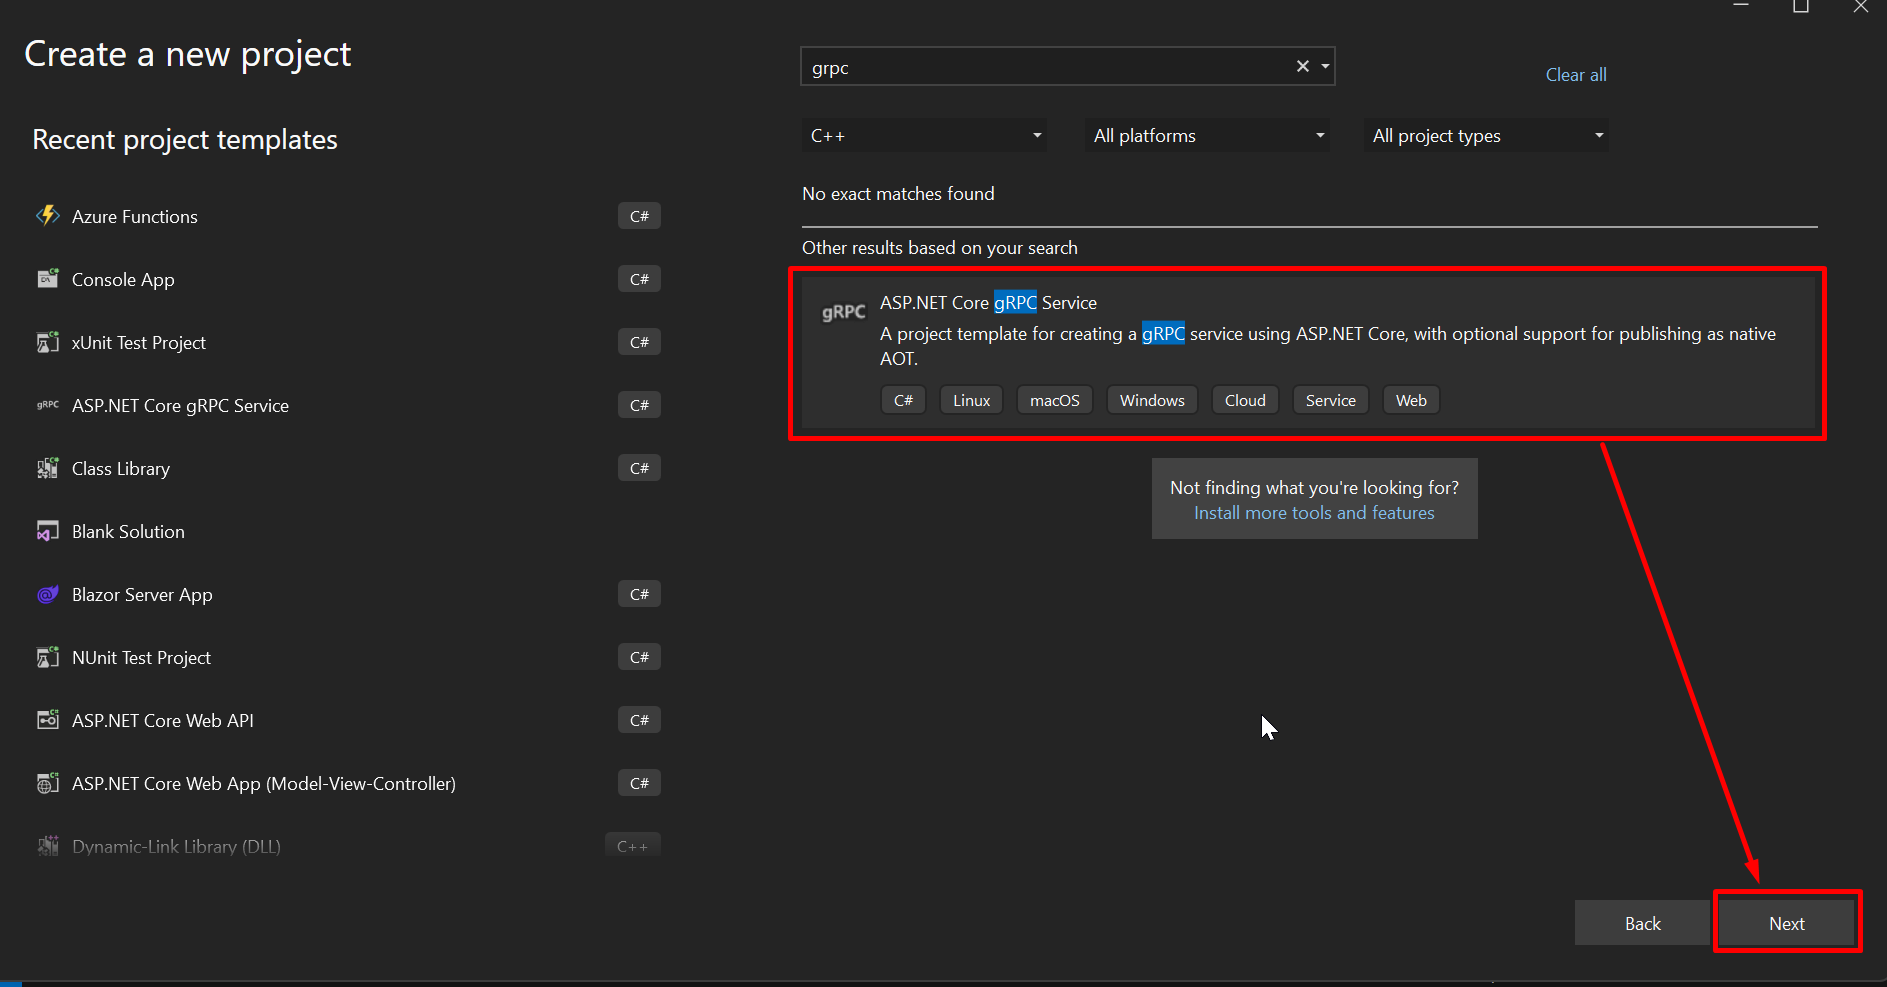 Create a new project
Recent project templates
Azure Functions C#
Console App C#
xUnit Test Project C#
gRPC ASP.NET Core gRPC Service C#
Class Library C#
Blank Solution
Blazor Server App C#
NUnit Test Project C#
ASP.NET Core Web API C#
ASP.NET Core Web App (Model-View-Controller) C#
Dynamic-Link Library (DLL) C++
grpc
Clear all
C++ All platforms All project types
No exact matches found
Other results based on your search
gRPC
ASP.NET Core gRPC Service
A project template for creating a gRPC service using ASP.NET Core, with optional support for publishing as native
AOT.
C# Linux macOS Windows Cloud Service Web
Not finding what you're looking for?
Install more tools and features
Back Next